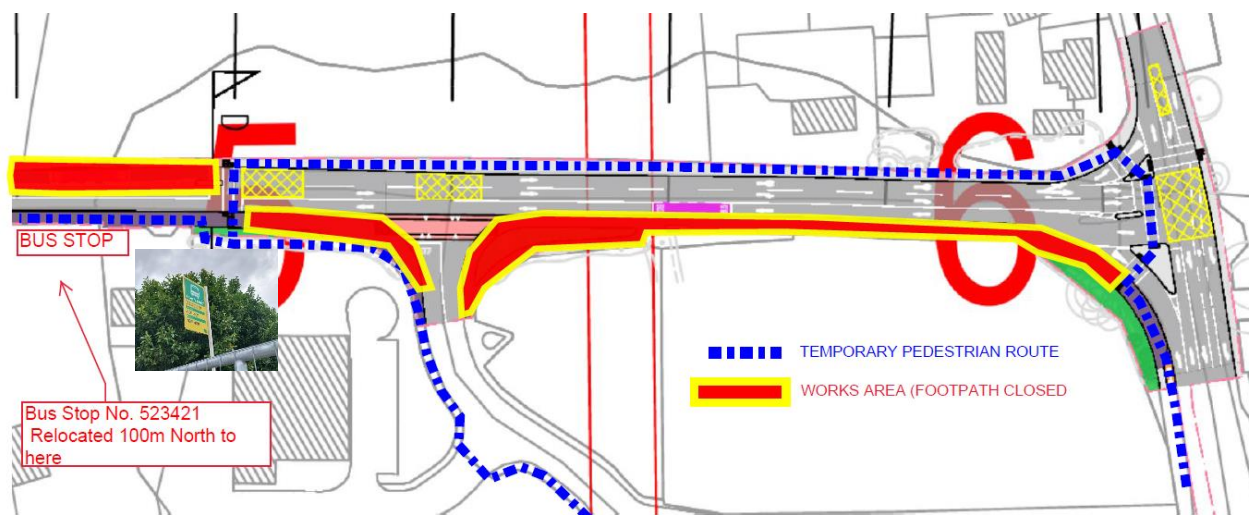 5
6
BUS STOP
TEMPORARY PEDESTRIAN ROUTE
WORKS AREA (FOOTPATH CLOSED
Bus Stop No. 523421
Relocated 100m North to
here